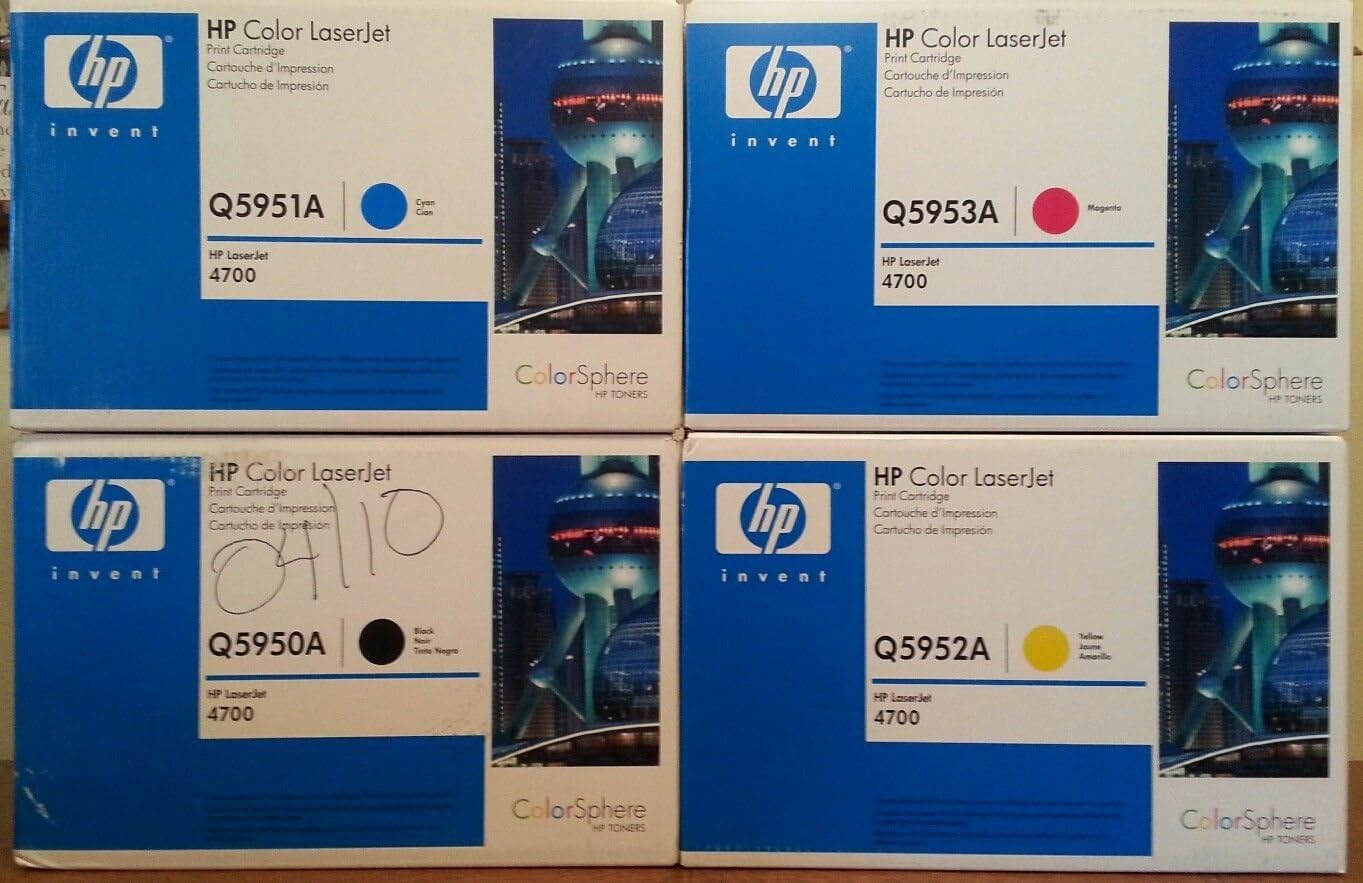 hp
invent
HP Color LaserJet
Print Cartridge
Cartouche d'Impression
Cartucho de Impresión
Q5951A
Cyan
Cian
HP LaserJet
4700
ColorSphere
HP TONERS
hp
invent
HP Color LaserJet
Print Cartridge
Cartouche d'Impression
Cartucho de Impresión
Q5953A
Magenta
HP LaserJet
4700
ColorSphere
HP TONERS
hp
invent
HP Color LaserJet
Print Cartridge
Cartouche d'Impression
Cartucho de Impresión
04/10
Q5950A
Black
Noir
Tinta Negra
HP LaserJet
4700
ColorSphere
HP TONERS
hp
invent
HP Color LaserJet
Print Cartridge
Cartouche d'Impression
Cartucho de Impresión
Q5952A
Yellow
Jaune
Amarillo
HP LaserJet
4700
ColorSphere
HP TONERS